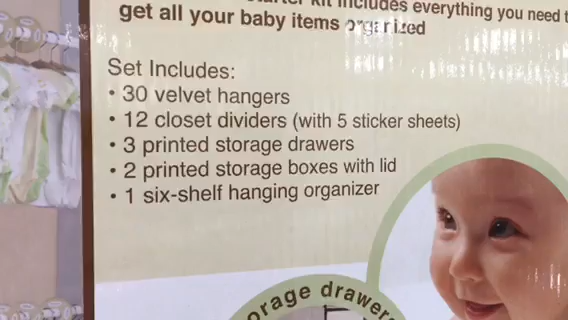 starter kit includes everything you need t
get all your baby items organized
Set Includes:
• 30 velvet hangers
• 12 closet dividers (with 5 sticker sheets)
• 3 printed storage drawers
• 2 printed storage boxes with lid
• 1 six-shelf hanging organizer
orage drawers